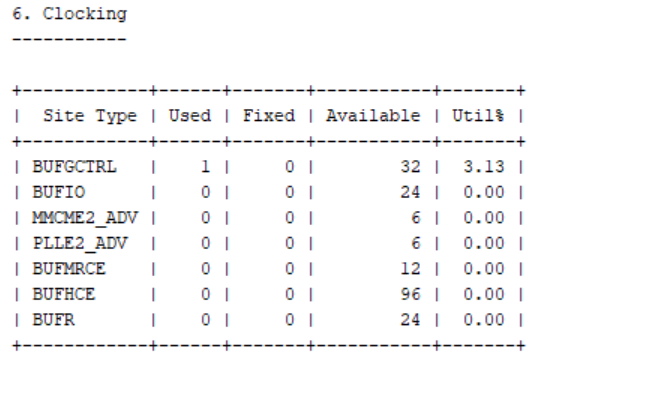 6. Clocking
-----------
+------------+------+-------+-----------+-------+
|  Site Type | Used | Fixed | Available | Util% |
+------------+------+-------+-----------+-------+
| BUFGCTRL   |    1 |     0 |        32 |  3.13 |
| BUFIO      |    0 |     0 |        24 |  0.00 |
| MMCME2_ADV |    0 |     0 |         6 |  0.00 |
| PLLE2_ADV  |    0 |     0 |         6 |  0.00 |
| BUFMRCE    |    0 |     0 |        12 |  0.00 |
| BUFHCE     |    0 |     0 |        96 |  0.00 |
| BUFR       |    0 |     0 |        24 |  0.00 |
+------------+------+-------+-----------+-------+